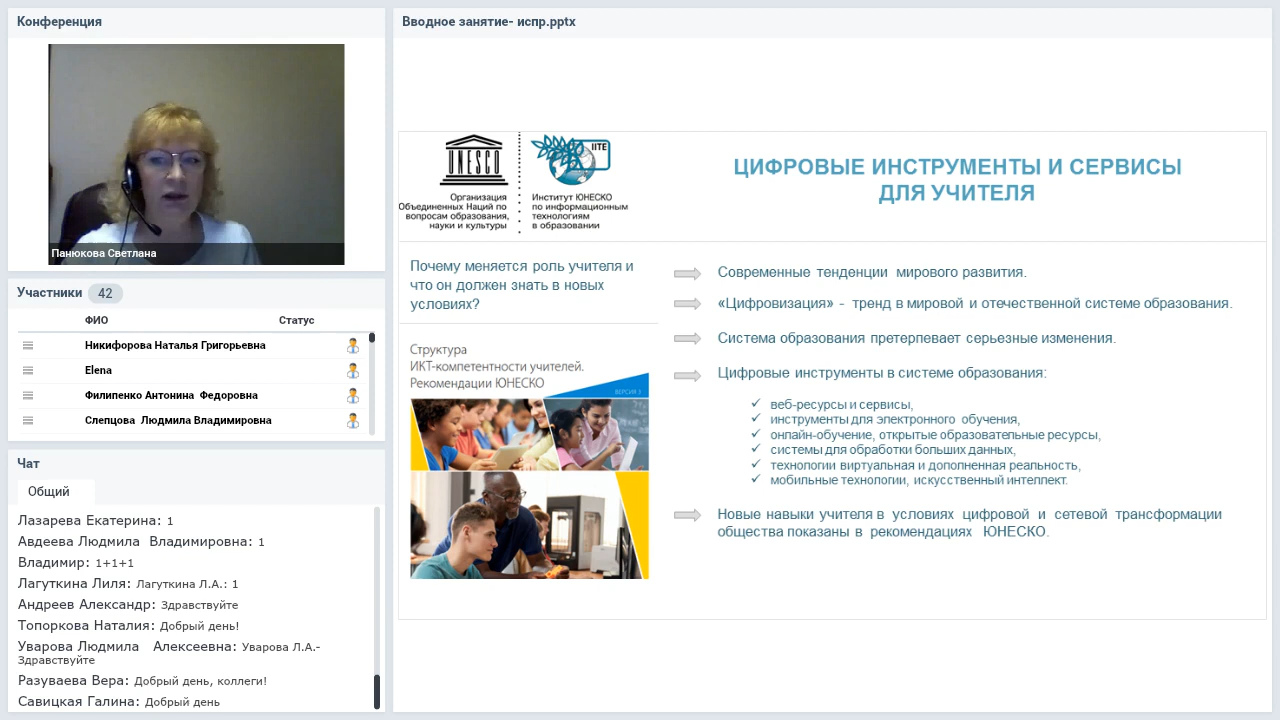 Конференция
Панюкова Светлана
Участники 42
ФИО Статус
Никифорова Наталья Григорьевна
Elena
Филипенко Антонина Федоровна
Слепцова Людмила Владимировна
Чат
Общий
Лазарева Екатерина: 1
Авдеева Людмила Владимировна: 1
Владимир: 1+1+1
Лагуткина Лиля: Лагуткина Л.А.: 1
Андреев Александр: Здравствуйте
Топоркова Наталия: Добрый день!
Уварова Людмила Алексеевна: Уварова Л.А.-
Здравствуйте
Разуваева Вера: Добрый день, коллеги!
Савицкая Галина: Добрый день
Вводное занятие- испр.pptx
UNESCO
IITE
Организация
Объединенных Наций по
вопросам образования,
науки и культуры
Институт ЮНЕСКО
по информационным
технологиям
в образовании
ЦИФРОВЫЕ ИНСТРУМЕНТЫ И СЕРВИСЫ
ДЛЯ УЧИТЕЛЯ
Почему меняется роль учителя и
что он должен знать в новых
условиях?
Структура
ИКТ-компетентности учителей.
Рекомендации ЮНЕСКО
ВЕРСИЯ 3
Современные тенденции мирового развития.
«Цифровизация» - тренд в мировой и отечественной системе образования.
Система образования претерпевает серьезные изменения.
Цифровые инструменты в системе образования:
веб-ресурсы и сервисы,
инструменты для электронного обучения,
онлайн-обучение, открытые образовательные ресурсы,
системы для обработки больших данных,
технологии виртуальная и дополненная реальность,
мобильные технологии, искусственный интеллект.
Новые навыки учителя в условиях цифровой и сетевой трансформации
общества показаны в рекомендациях ЮНЕСКО.